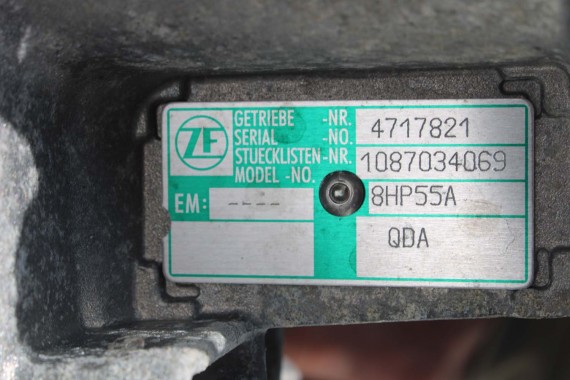 ZF
GETRIEBE -NR.
SERIAL -NO. 4717821
STUECKLISTEN-NR. 1087034069
MODEL -NO.
EM: ---- 8HP55A
QDA